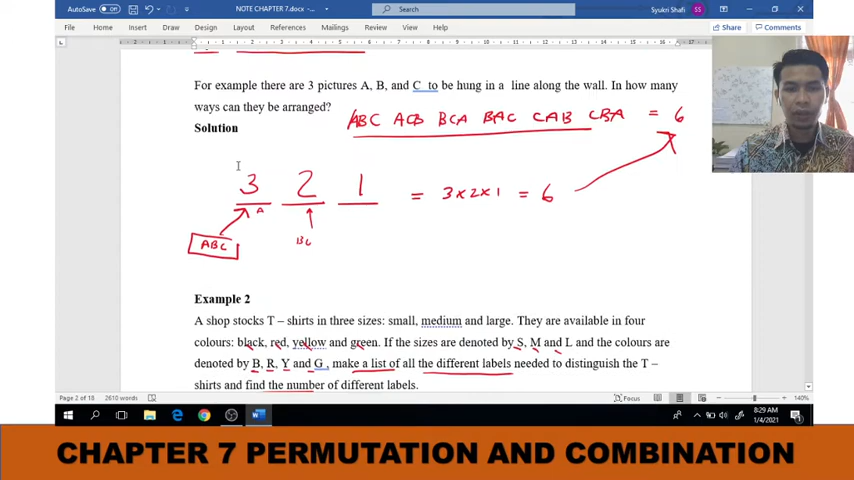 AutoSave Off NOTE CHAPTER 7.docx - ... Search Syukri Shafi SS
File Home Insert Draw Design Layout References Mailings Review View Share Comments
For example there are 3 pictures A, B, and C to be hung in a line along the wall. In how many
ways can they be arranged?
ABC ACB BCA BAC CAB CBA = 6
Solution
3 2 1 = 3 x 2 x 1 = 6
A
ABC BC
Example 2
A shop stocks T – shirts in three sizes: small, medium and large. They are available in four
colours: black, red, yellow and green. If the sizes are denoted by S, M and L and the colours are
denoted by B, R, Y and G , make a list of all the different labels needed to distinguish the T –
shirts and find the number of different labels.
Page 2 of 18 2610 words Focus 140%
8:29 AM
1/4/2021
CHAPTER 7 PERMUTATION AND COMBINATION